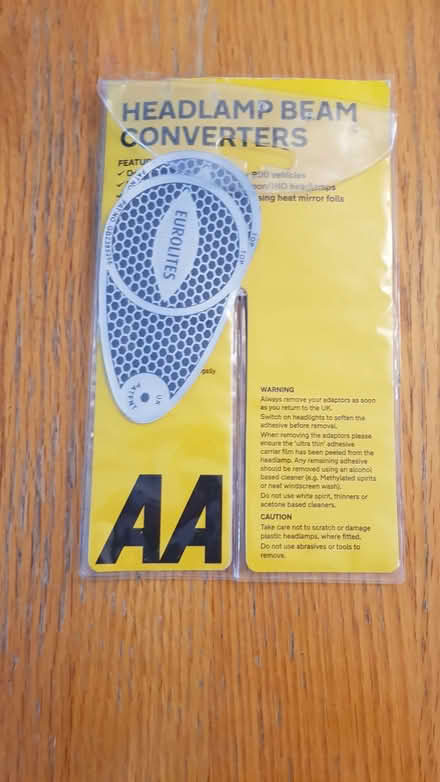 HEADLAMP BEAM
CONVERTERS
FEATU
vehicles
/HID headlamps
sing heat mirror foils
PAT NO GB2383315
EUROLITES
TOP
TOP
UK
PATENT
WARNING
Always remove your adaptors as soon
as you return to the UK.
Switch on headlights to soften the
adhesive before removal.
When removing the adaptors please
ensure the 'ultra thin' adhesive
carrier film has been peeled from the
headlamp. Any remaining adhesive
should be removed using an alcohol
based cleaner (e.g. Methylated spirits
or neat windscreen wash).
Do not use white spirit, thinners or
acetone based cleaners.
CAUTION
Take care not to scratch or damage
plastic headlamps, where fitted.
Do not use abrasives or tools to
remove.
AA